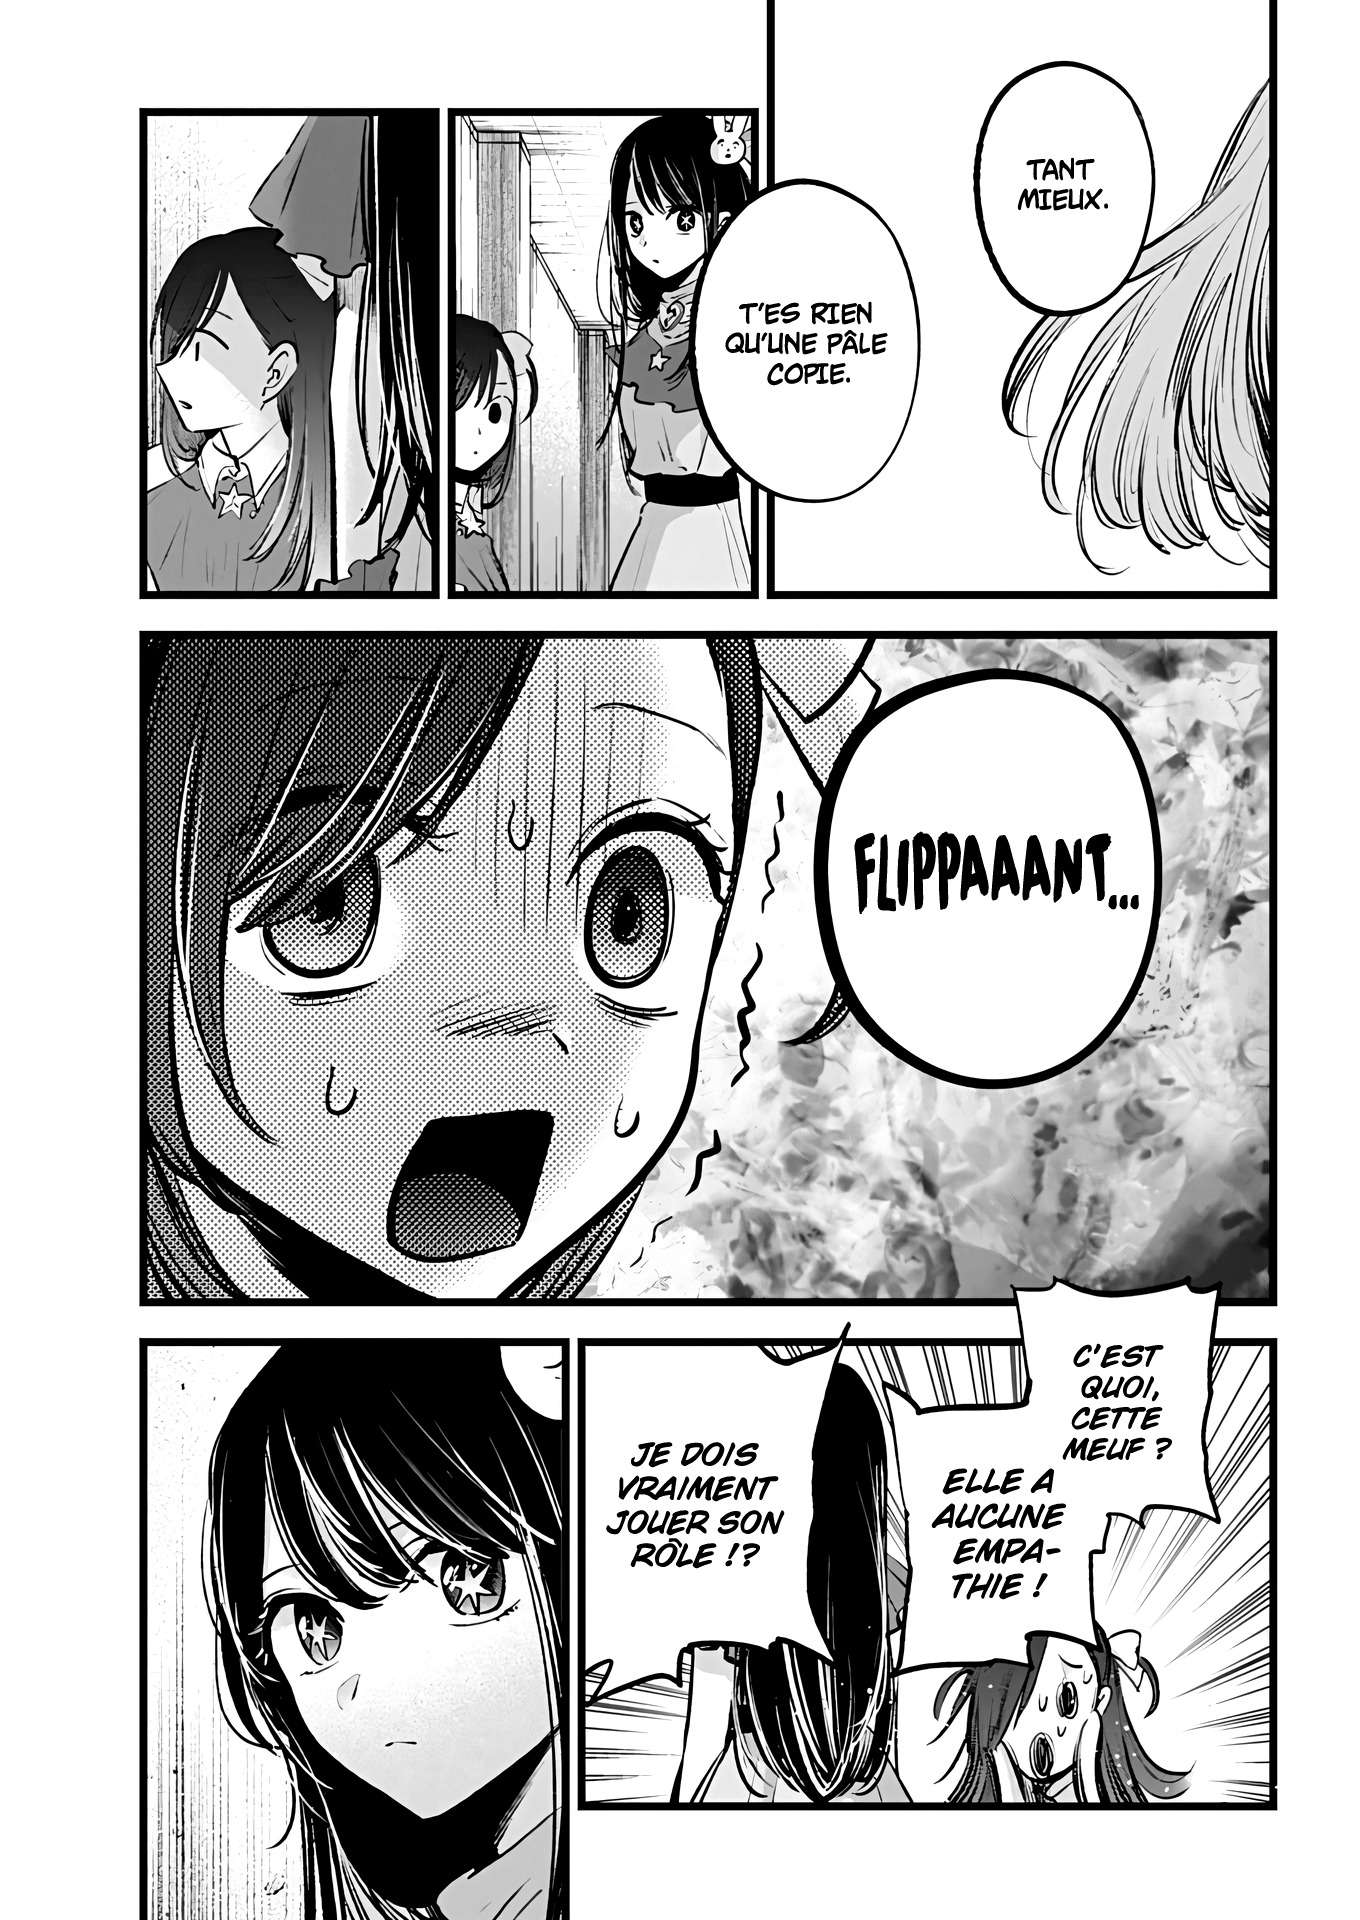 TANT
MIEUX.
T'ES RIEN
QU'UNE PÂLE
COPIE.
FLIPPAAANT...
C'EST
QUOI,
CETTE
MEUF ?
ELLE A
AUCUNE
EMPA-
THIE !
JE DOIS
VRAIMENT
JOUER SON
RÔLE !?